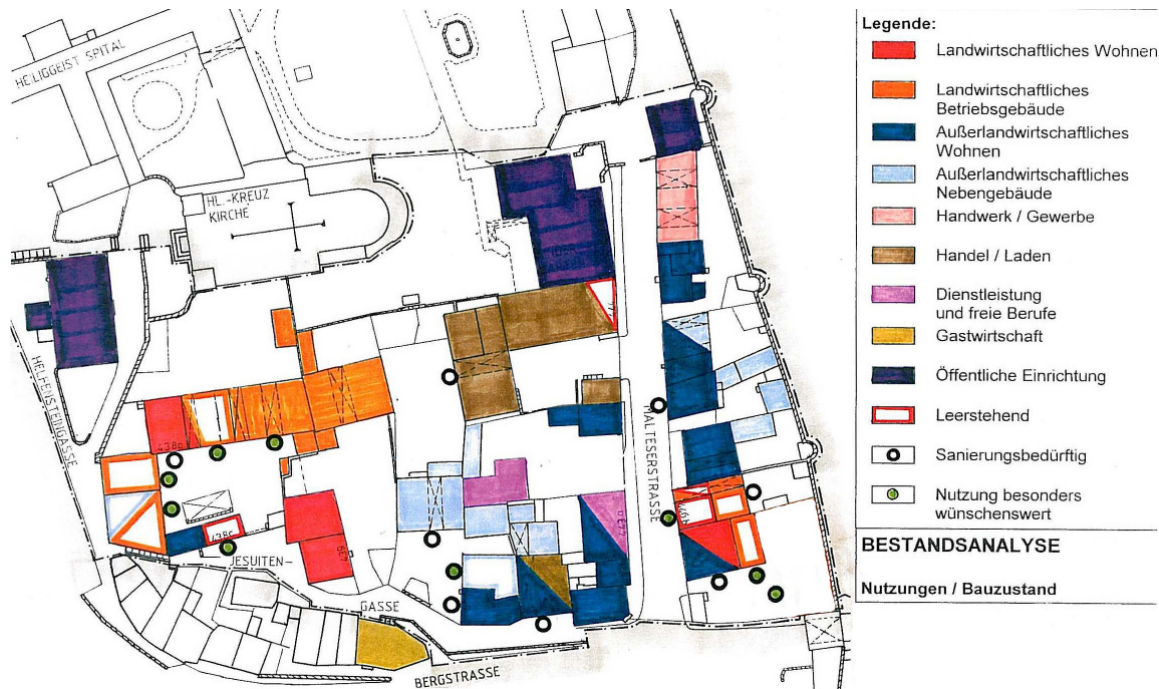 HEILIGGEIST SPITAL
HL.-KREUZ
KIRCHE
HELFENSTEINGASSE
MALTESERSTRASSE
438c
439
JESUITEN-
GASSE
BERGSTRASSE
Legende:
Landwirtschaftliches Wohnen
Landwirtschaftliches
Betriebsgebäude
Außerlandwirtschaftliches
Wohnen
Außerlandwirtschaftliches
Nebengebäude
Handwerk / Gewerbe
Handel / Laden
Dienstleistung
und freie Berufe
Gastwirtschaft
Öffentliche Einrichtung
Leerstehend
Sanierungsbedürftig
Nutzung besonders
wünschenswert
BESTANDSANALYSE
Nutzungen / Bauzustand